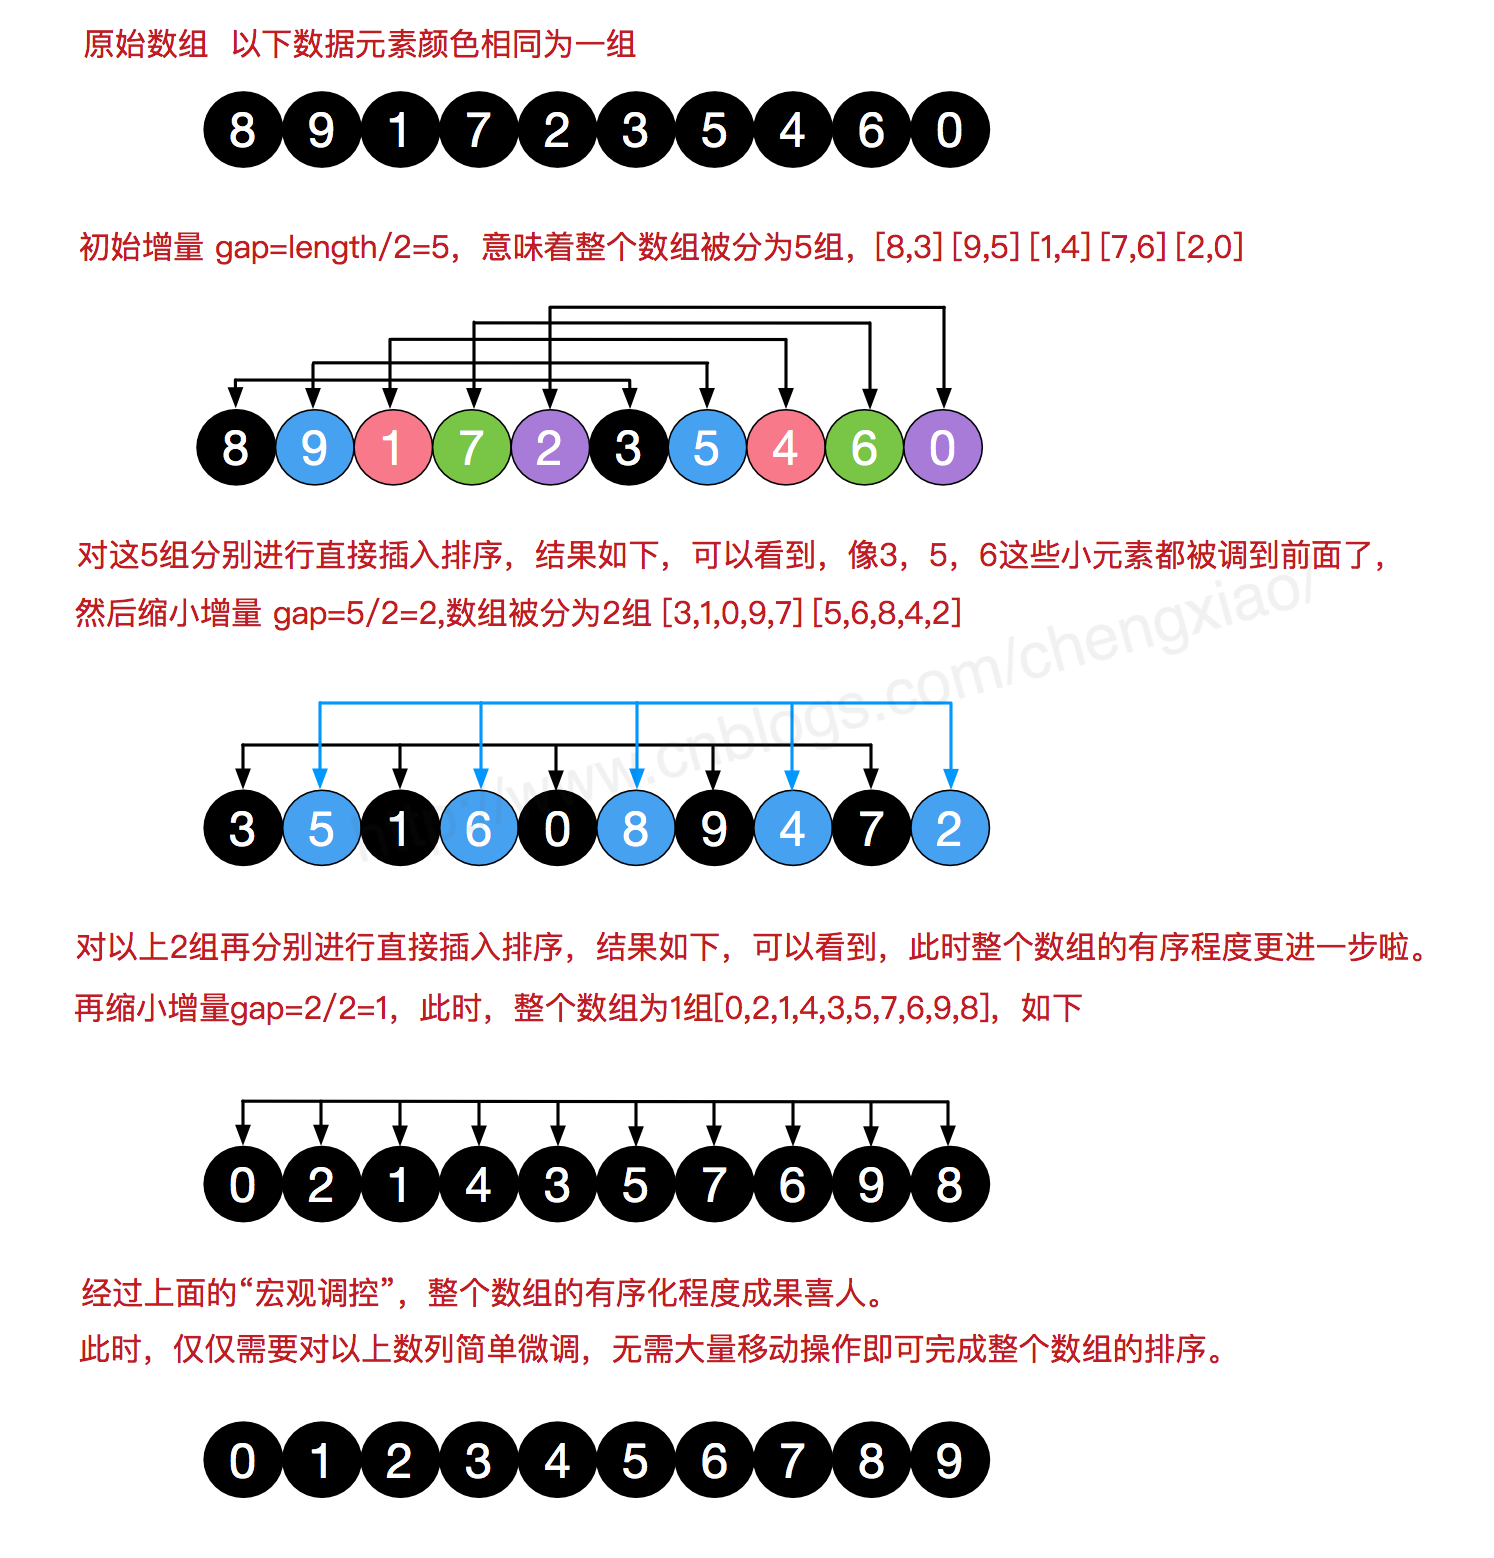 原始数组 以下数据元素颜色相同为一组
8 9 1 7 2 3 5 4 6 0
初始增量 gap=length/2=5，意味着整个数组被分为5组，[8,3][9,5][1,4][7,6][2,0]
8 9 1 7 2 3 5 4 6 0
对这5组分别进行直接插入排序，结果如下，可以看到，像3，5，6这些小元素都被调到前面了，
然后缩小增量 gap=5/2=2,数组被分为2组 [3,1,0,9,7][5,6,8,4,2]
http://www.cnblogs.com/chengxiao/
3 5 1 6 0 8 9 4 7 2
对以上2组再分别进行直接插入排序，结果如下，可以看到，此时整个数组的有序程度更进一步啦。
再缩小增量gap=2/2=1，此时，整个数组为1组[0,2,1,4,3,5,7,6,9,8]，如下
0 2 1 4 3 5 7 6 9 8
经过上面的“宏观调控”，整个数组的有序化程度成果喜人。
此时，仅仅需要对以上数列简单微调，无需大量移动操作即可完成整个数组的排序。
0 1 2 3 4 5 6 7 8 9